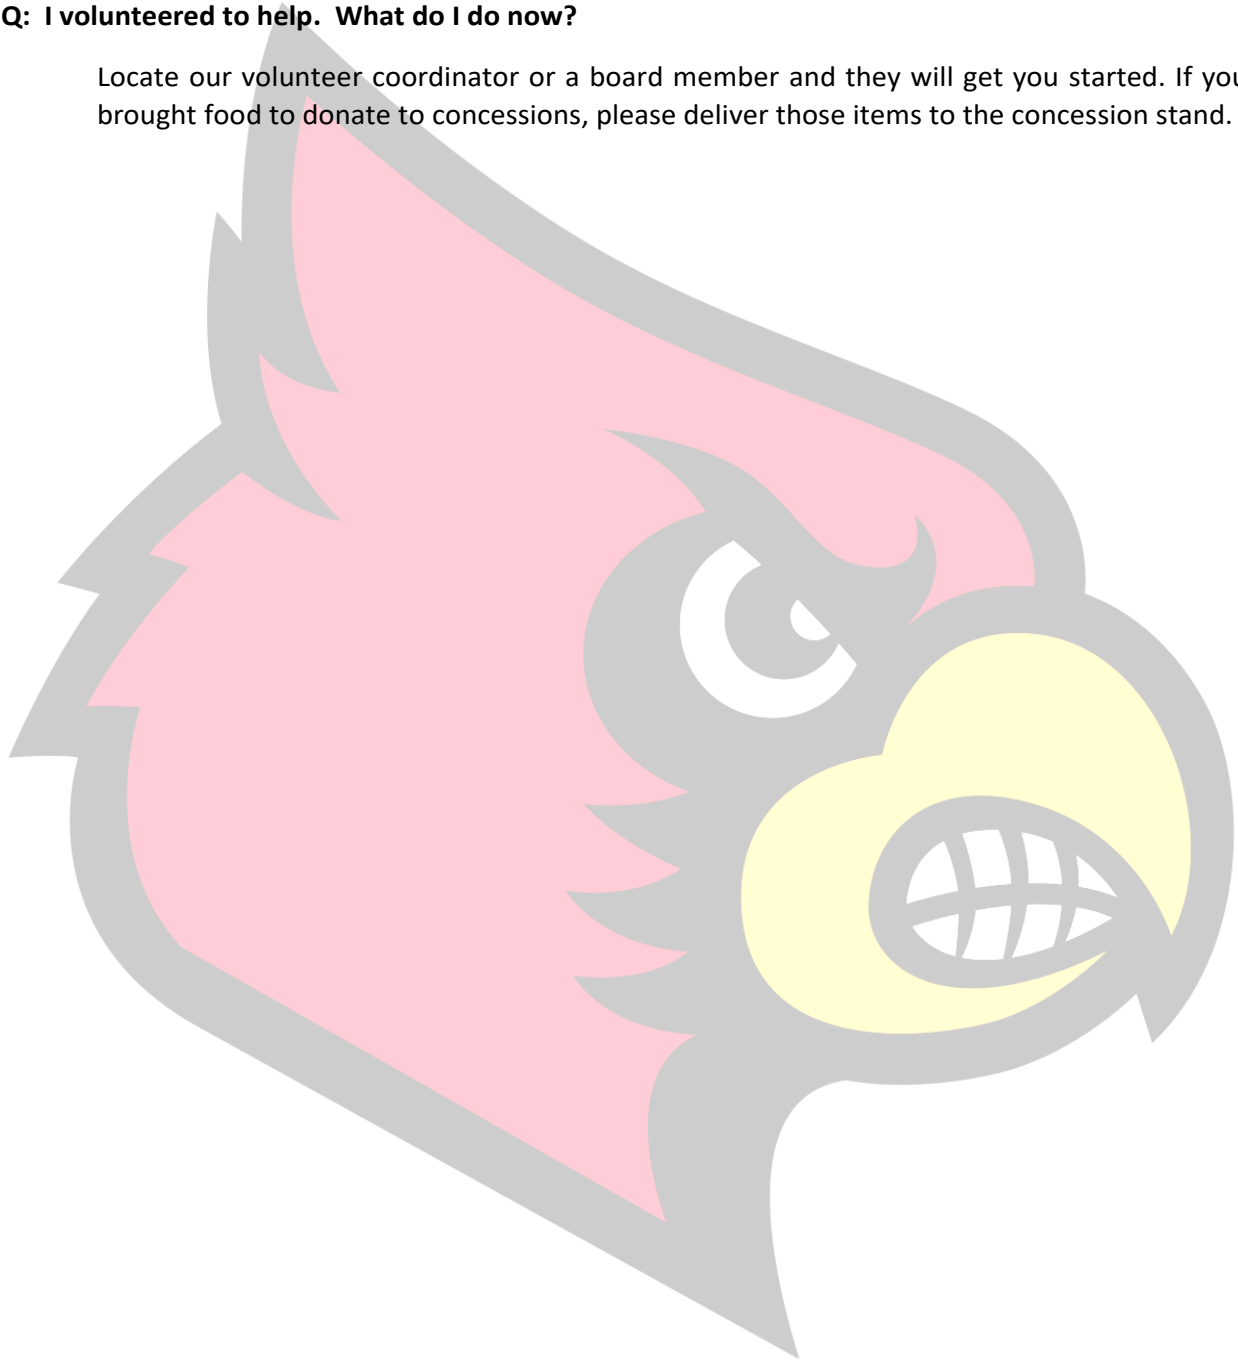 Q: I volunteered to help. What do I do now?
Locate our volunteer coordinator or a board member and they will get you started. If you
brought food to donate to concessions, please deliver those items to the concession stand.